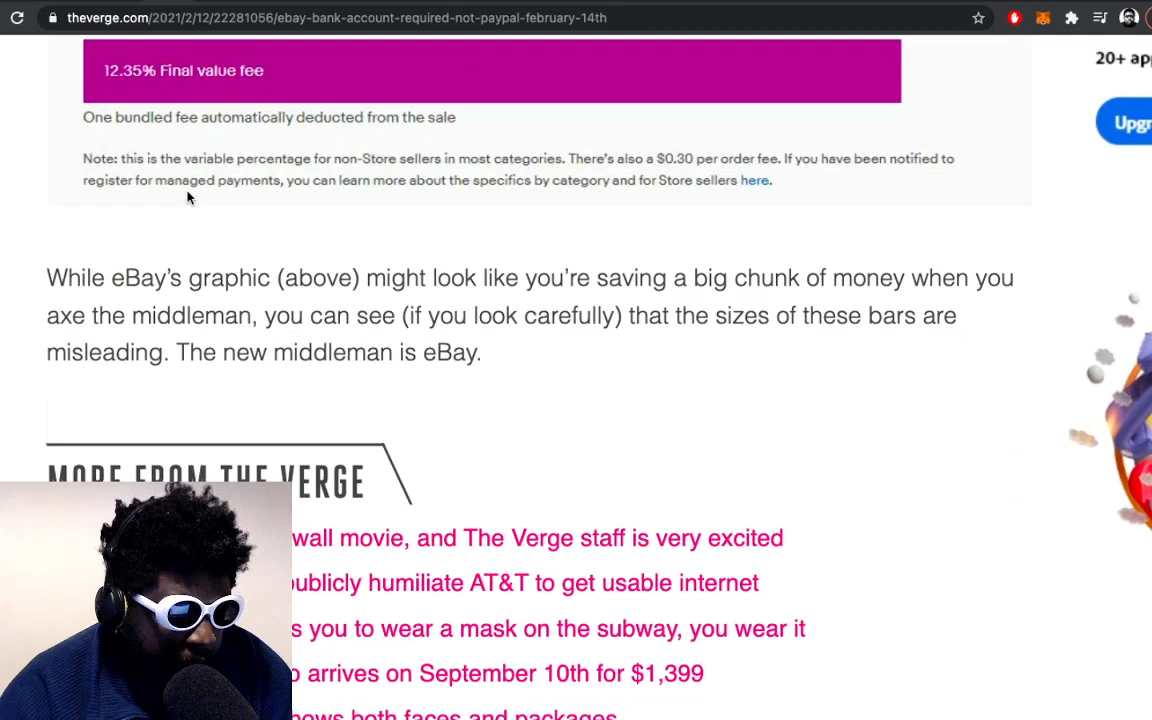 theverge.com/2021/2/12/22281056/ebay-bank-account-required-not-paypal-february-14th
20+
12.35% Final value fee
One bundled fee automatically deducted from the sale
Note: this is the variable percentage for non-Store sellers in most categories. There's also a $0.30 per order fee. If you have been notified to
register for managed payments, you can learn more about the specifics by category and for Store sellers here.
While eBay's graphic (above) might look like you're saving a big chunk of money when you
axe the middleman, you can see (if you look carefully) that the sizes of these bars are
misleading. The new middleman is eBay.
MORE FROM THE VERGE
wall movie, and The Verge staff is very excited
publicly humiliate AT&T to get usable internet
s you to wear a mask on the subway, you wear it
arrives on September 10th for $1,399
both faces and packages